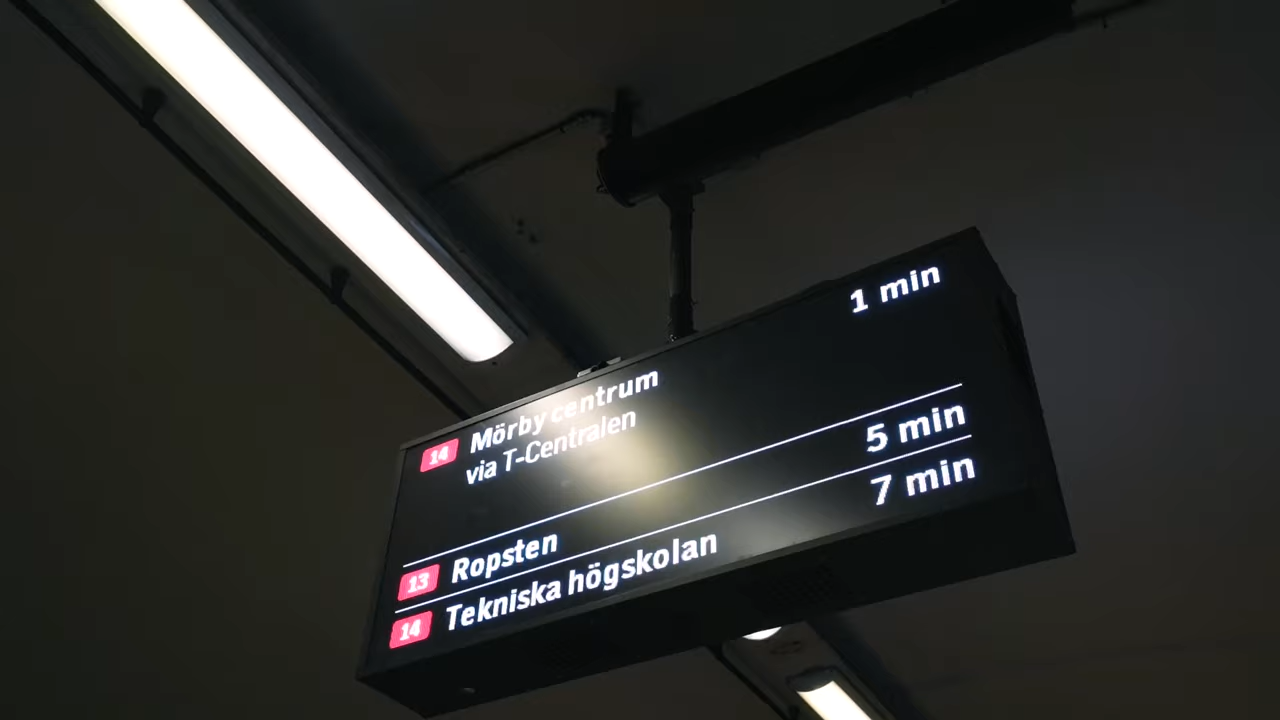 14 Mörby centrum 1 min
via T-Centralen
13 Ropsten 5 min
14 Tekniska högskolan 7 min